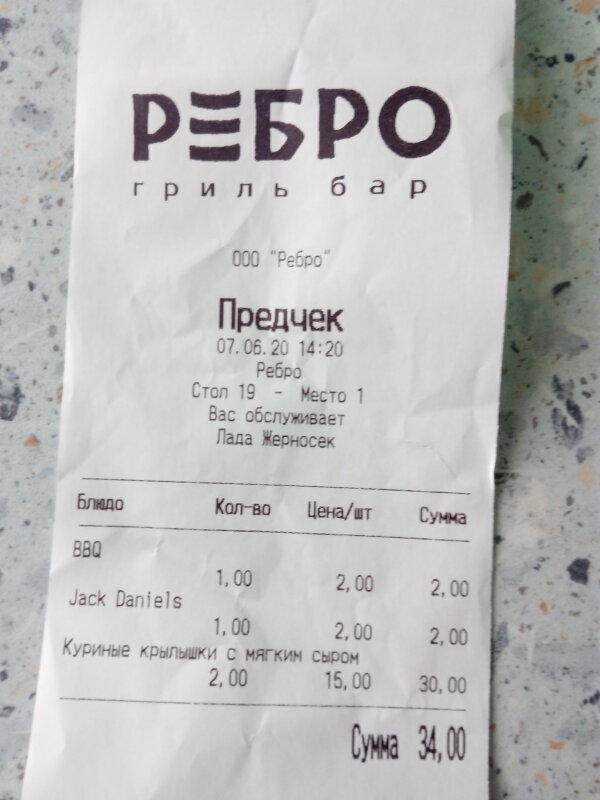 РЕБРО
гриль бар
ООО "Ребро"
Предчек
07.06.20 14:20
Ребро
Стол 19 - Место 1
Вас обслуживает
Лада Жерносек
Блюдо Кол-во Цена/шт Сумма
BBQ
1,00 2,00 2,00
Jack Daniels
1,00 2,00 2,00
Куриные крылышки с мягким сыром
2,00 15,00 30,00
Сумма 34,00